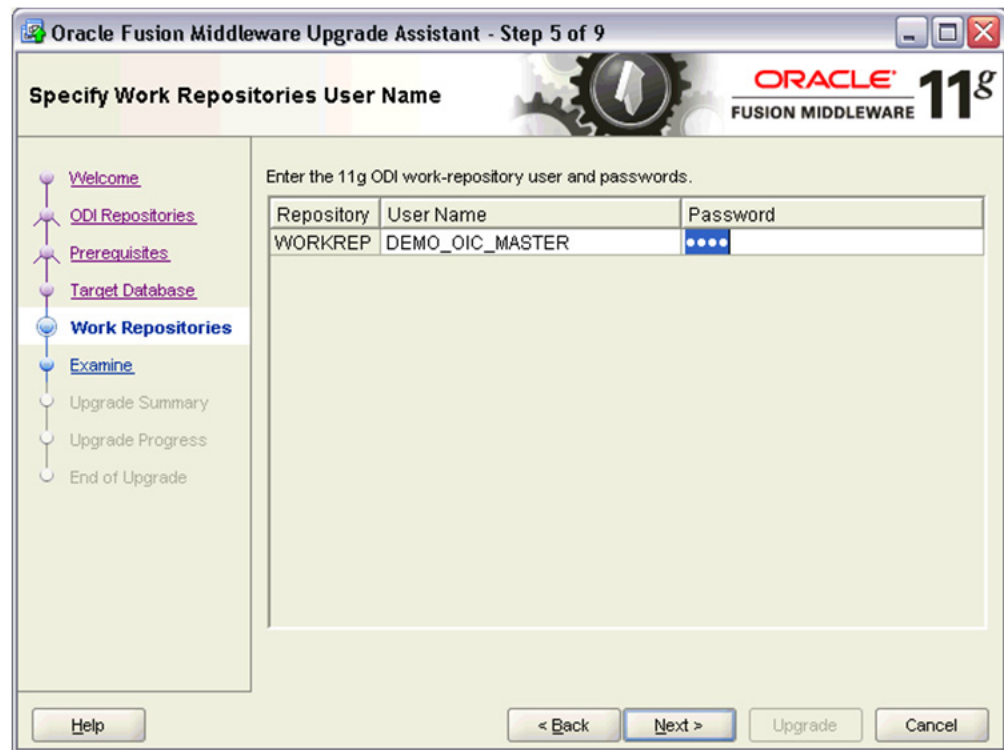 Oracle Fusion Middleware Upgrade Assistant - Step 5 of 9
Specify Work Repositories User Name
ORACLE
FUSION MIDDLEWARE
11g
Welcome
ODI Repositories
Prerequisites
Target Database
Work Repositories
Examine
Upgrade Summary
Upgrade Progress
End of Upgrade
Enter the 11g ODI work-repository user and passwords.
Repository User Name Password
WORKREP DEMO_OIC_MASTER ••••
Help < Back Next > Upgrade Cancel